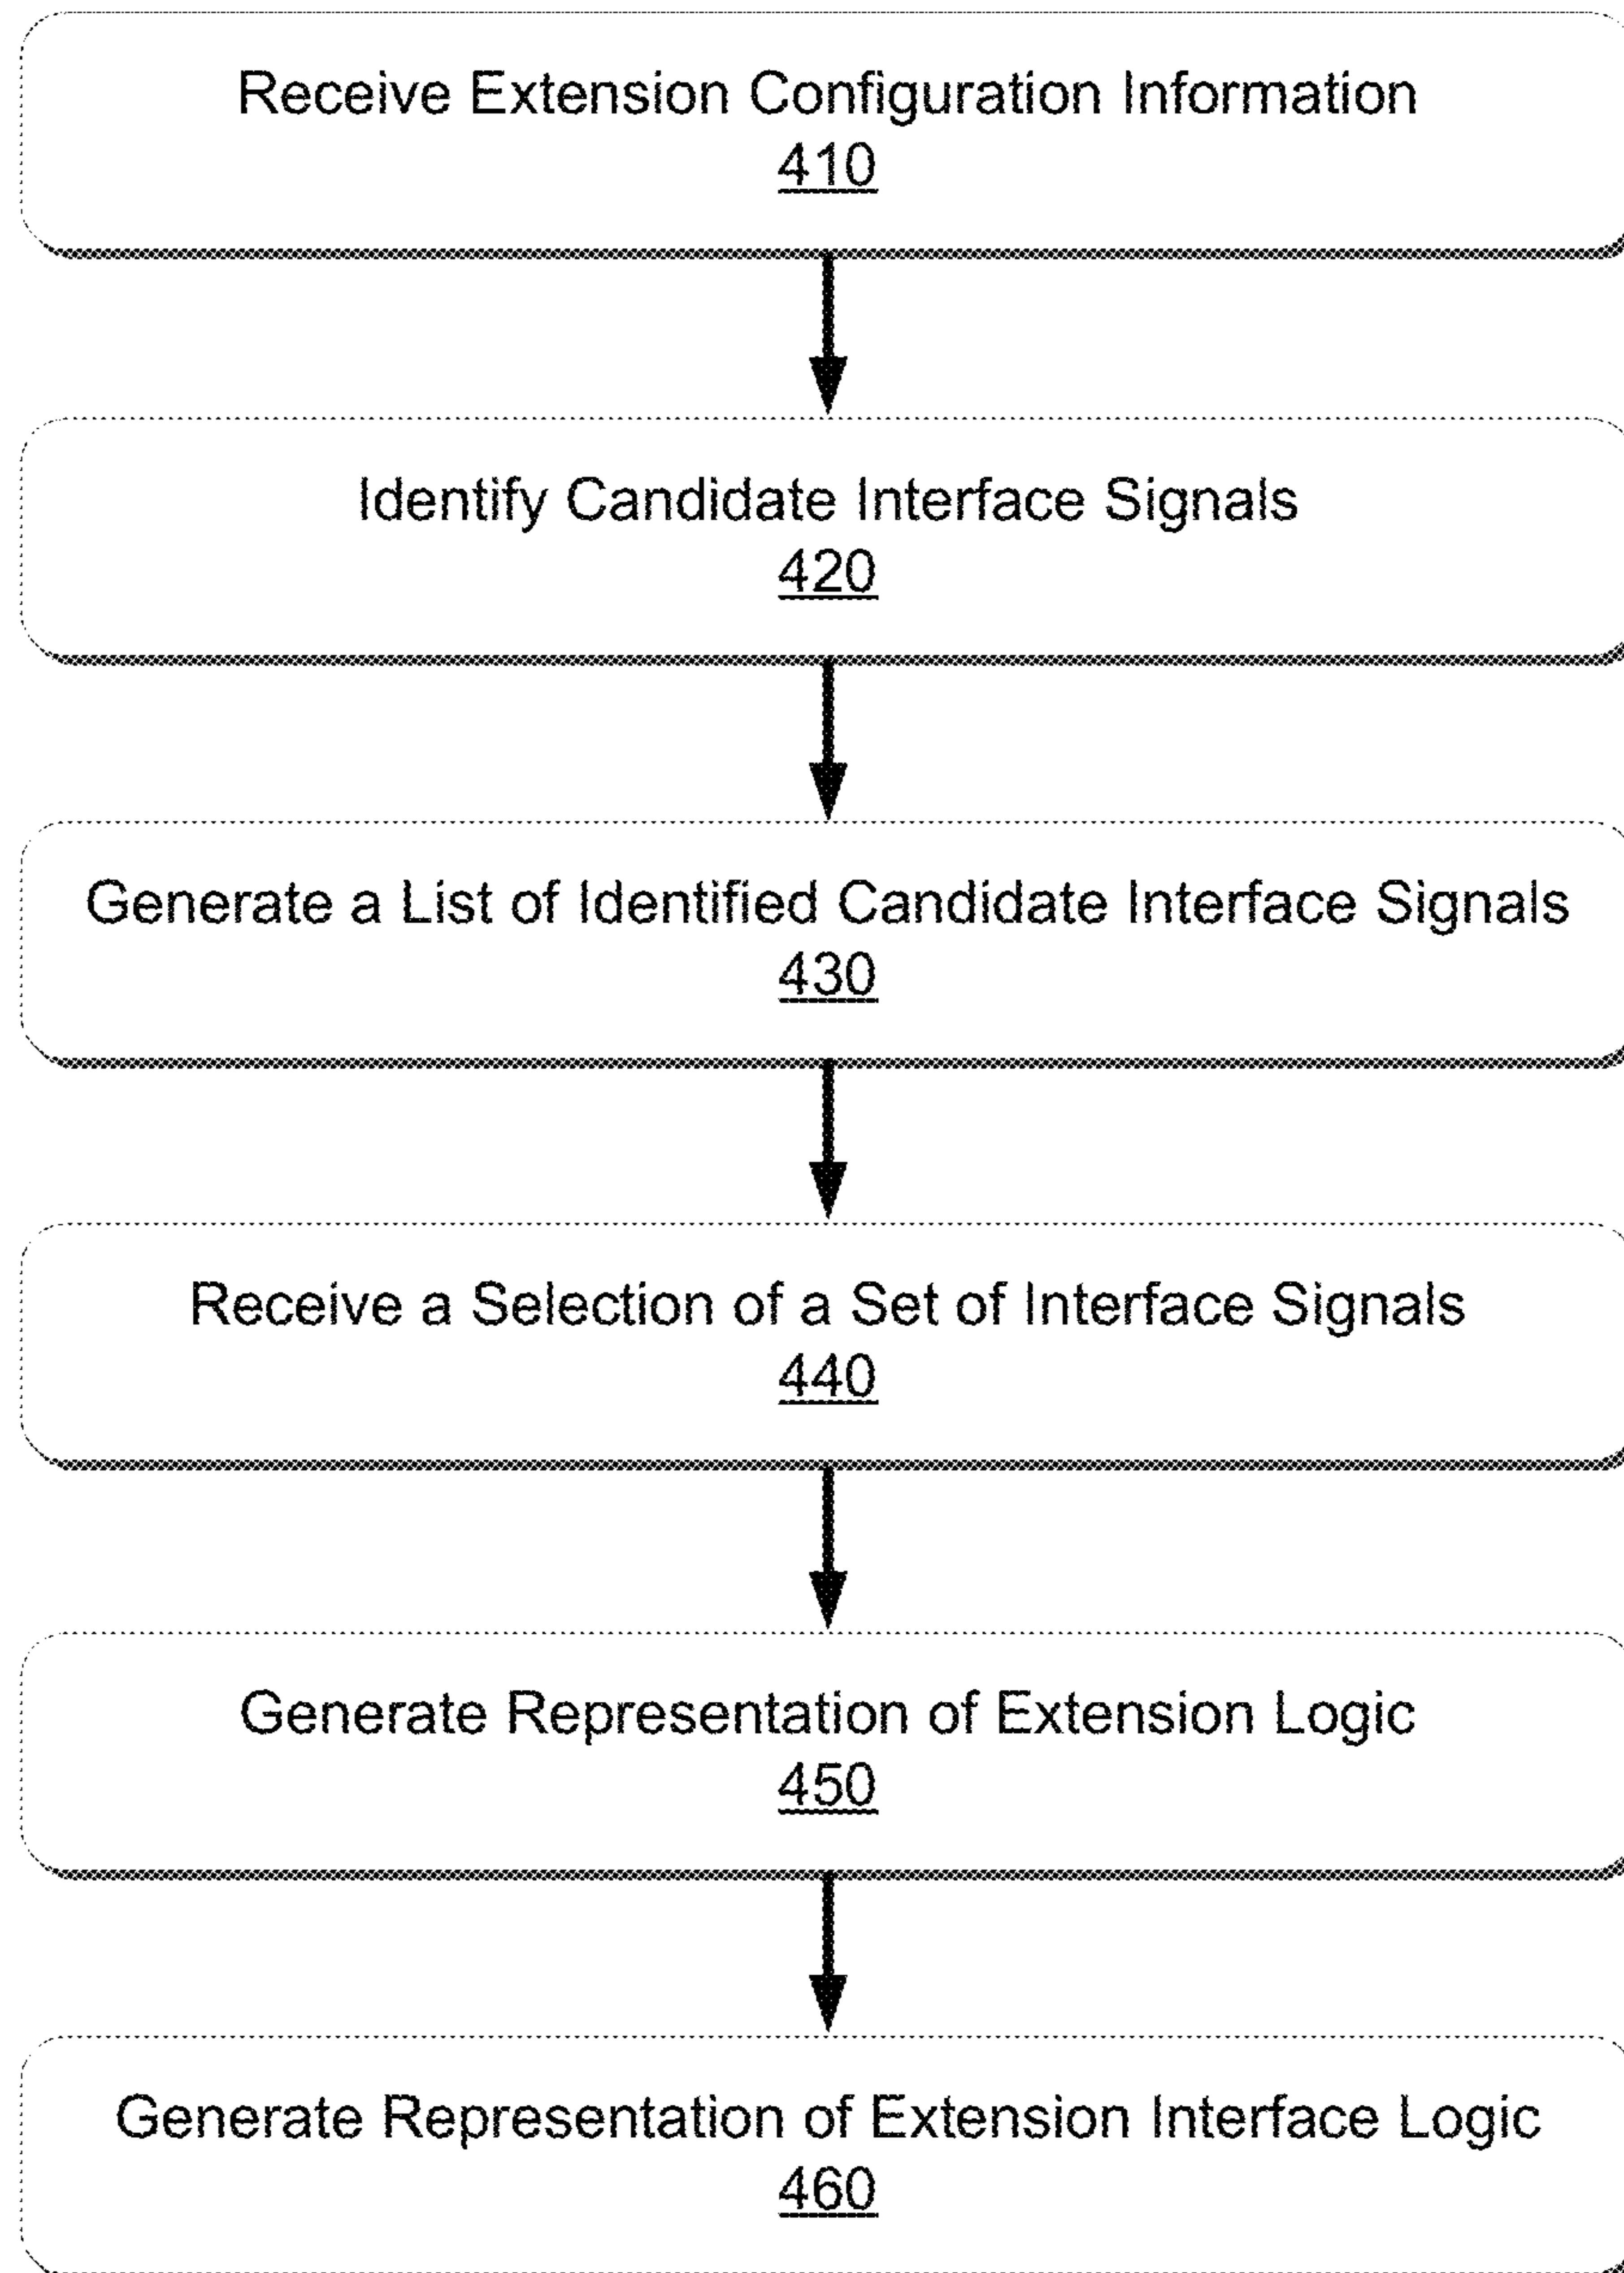 Receive Extension Configuration Information
410
Identify Candidate Interface Signals
420
Generate a List of Identified Candidate Interface Signals
430
Receive a Selection of a Set of Interface Signals
440
Generate Representation of Extension Logic
450
Generate Representation of Extension Interface Logic
460